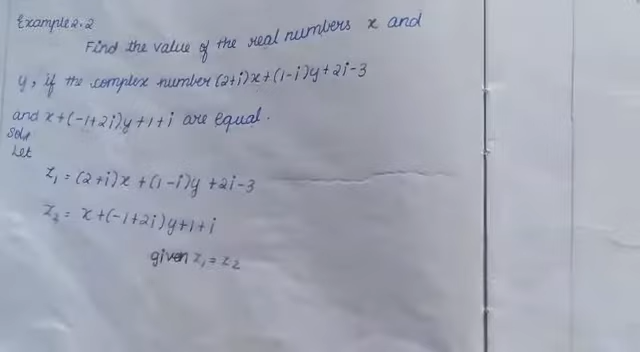 Example 2.2
Find the value of the real numbers x and
y, if the complex number (2+i)x+(1-i)y+2i-3
and x+(-1+2i)y+1+i are equal.
Soln
Let
z₁ = (2+i)x+(1-i)y+2i-3
z₂ = x+(-1+2i)y+1+i
given z₁=z₂